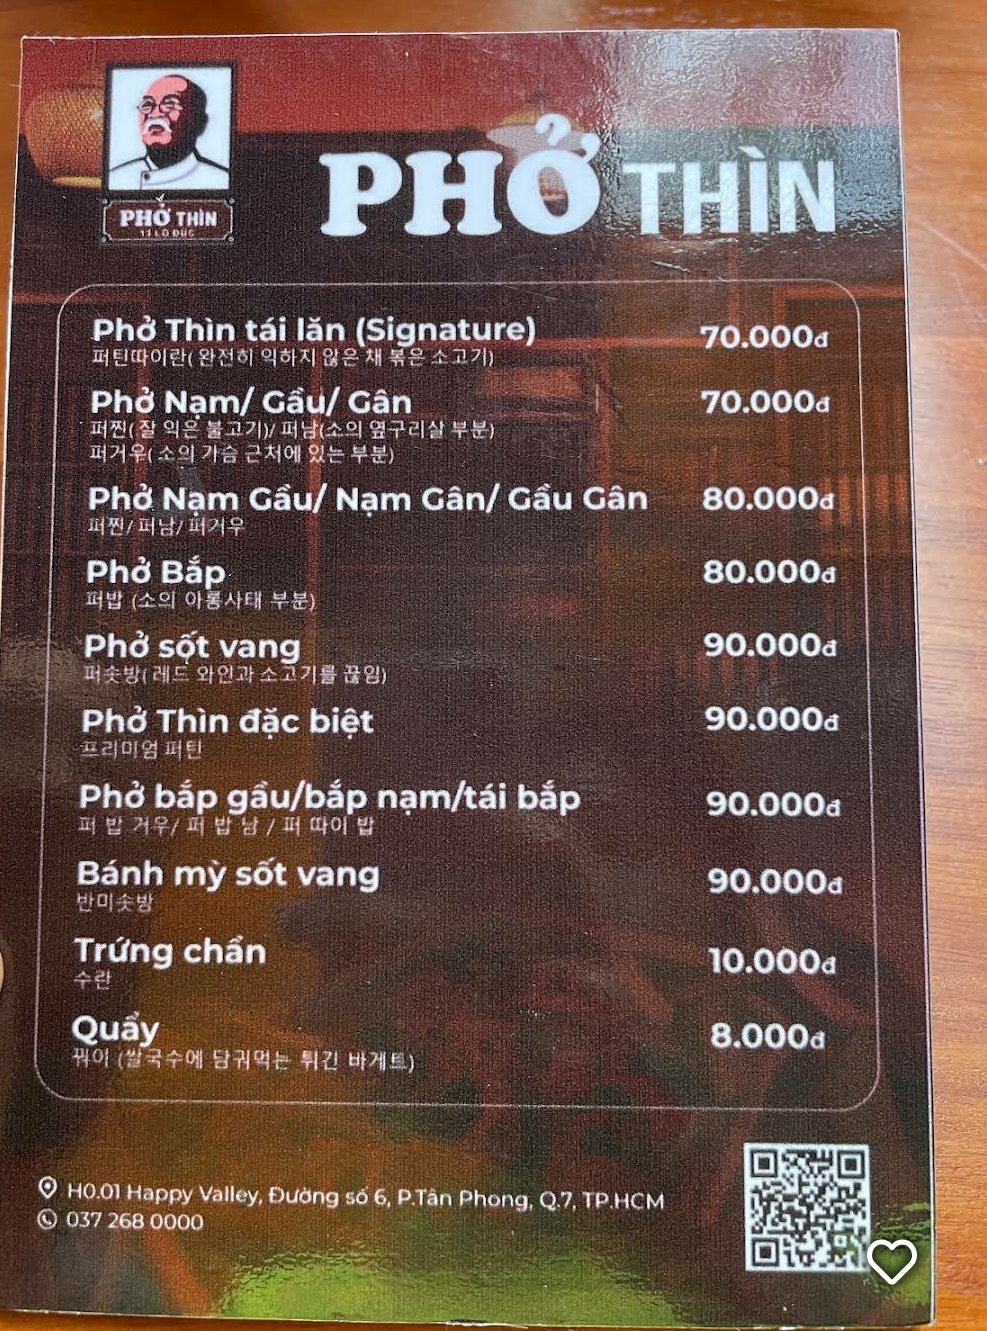 PHỞ THÌN
13 LÒ ĐÚC
PHỞ THÌN
Phở Thìn tái lăn (Signature) 70.000đ
퍼틴따이란( 완전히 익하지 않은 채 볶은 소고기)
Phở Nạm/ Gầu/ Gân 70.000đ
퍼찐( 잘 익은 불고기)/ 퍼남(소의 옆구리살 부분)
퍼거우( 소의 가슴 근처에 있는 부분)
Phở Nạm Gầu/ Nạm Gân/ Gầu Gân 80.000đ
퍼찐/ 퍼남/ 퍼거우
Phở Bắp 80.000đ
퍼밥 (소의 아롱사태 부분)
Phở sốt vang 90.000đ
퍼솟방( 레드 와인과 소고기를 끊임)
Phở Thìn đặc biệt 90.000đ
프리미엄 퍼틴
Phở bắp gầu/bắp nạm/tái bắp 90.000đ
퍼 밥 거우/ 퍼 밥 남 / 퍼 따이 밥
Bánh mỳ sốt vang 90.000đ
반미솟방
Trứng chần 10.000đ
수란
Quẩy 8.000đ
꿔이 (쌀국수에 담궈먹는 튀긴 바게트)
H0.01 Happy Valley, Đường số 6, P.Tân Phong, Q.7, TP.HCM
037 268 0000